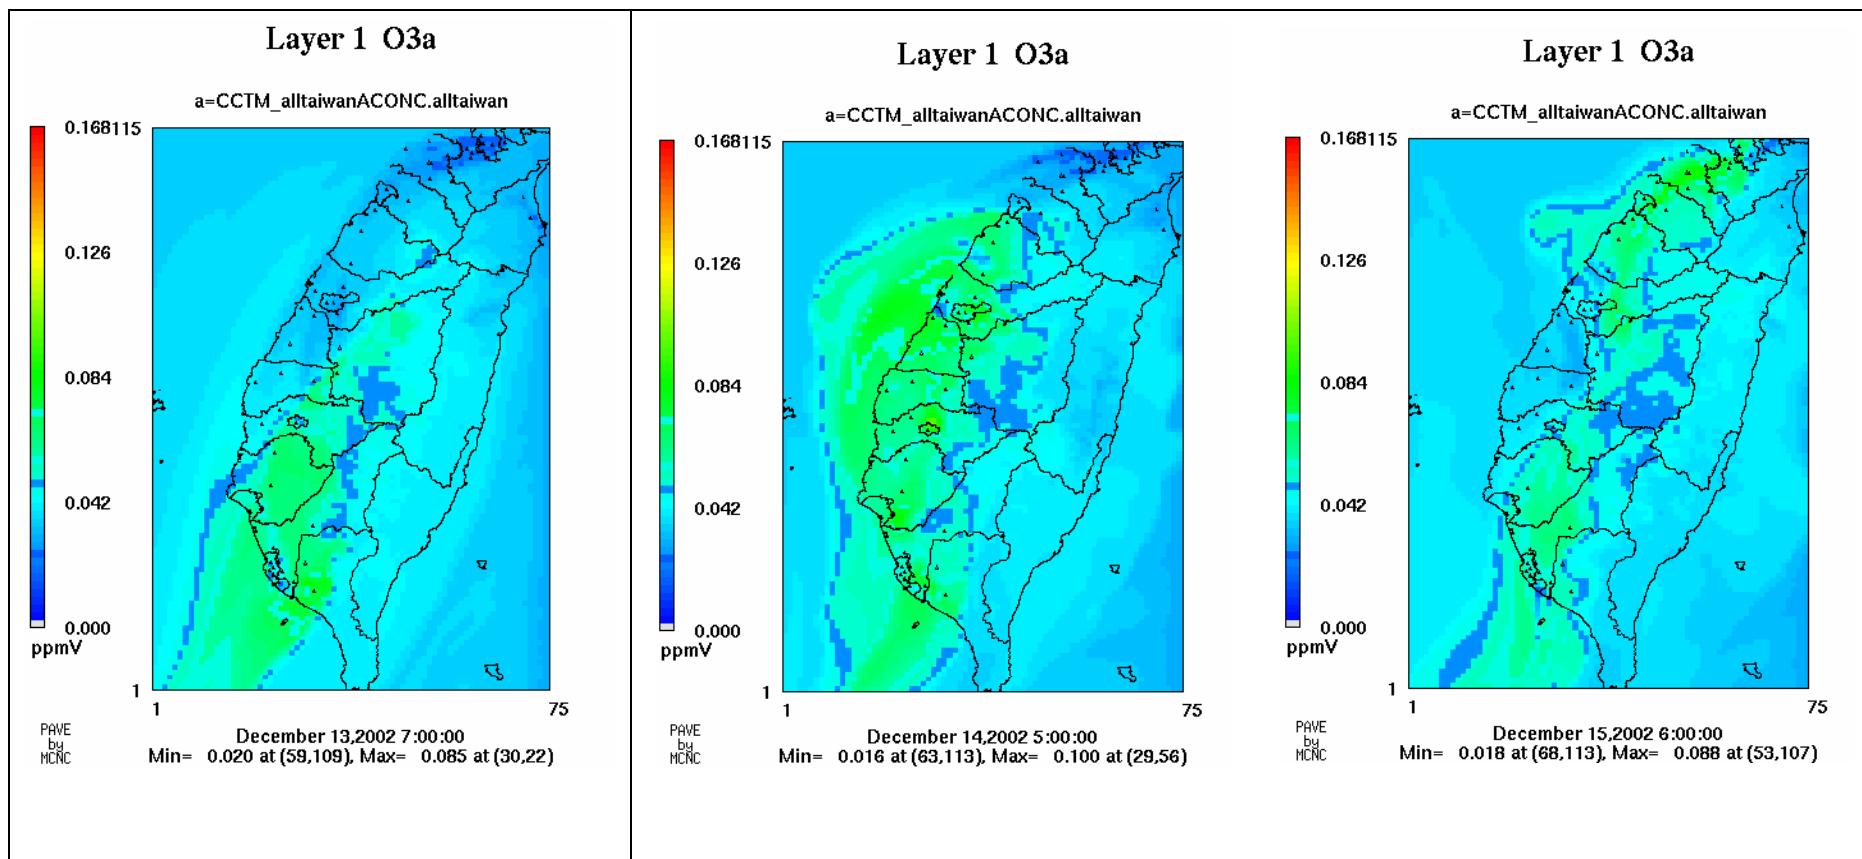 Layer 1 O3a
a=CCTM_alltaiwanACONC.alltaiwan
0.168115
0.126
0.084
0.042
0.000
ppmV
1
1
75
PAVE
by
MCNC
December 13,2002 7:00:00
Min= 0.020 at (59,109), Max= 0.085 at (30,22)
Layer 1 O3a
a=CCTM_alltaiwanACONC.alltaiwan
0.168115
0.126
0.084
0.042
0.000
ppmV
1
1
75
PAVE
by
MCNC
December 14,2002 5:00:00
Min= 0.016 at (63,113), Max= 0.100 at (29,56)
Layer 1 O3a
a=CCTM_alltaiwanACONC.alltaiwan
0.168115
0.126
0.084
0.042
0.000
ppmV
1
1
75
PAVE
by
MCNC
December 15,2002 6:00:00
Min= 0.018 at (68,113), Max= 0.088 at (53,107)